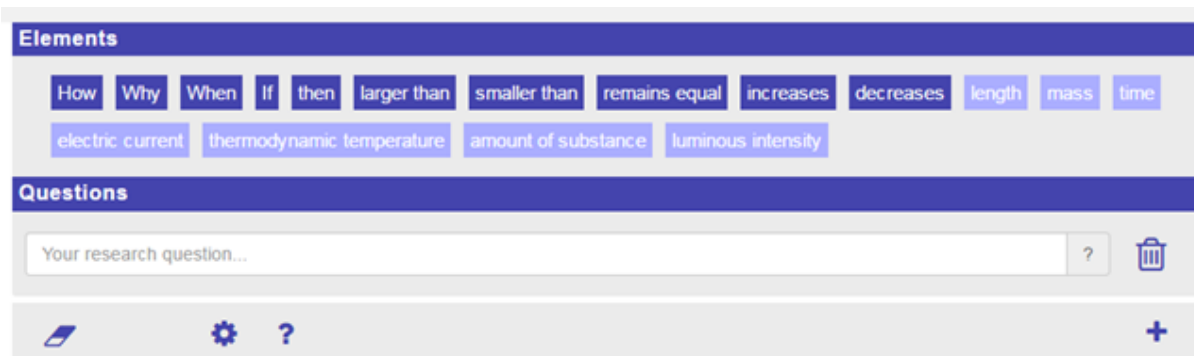 Elements
How Why When If then larger than smaller than remains equal increases decreases length mass time
electric current thermodynamic temperature amount of substance luminous intensity
Questions
Your research question... ?
?